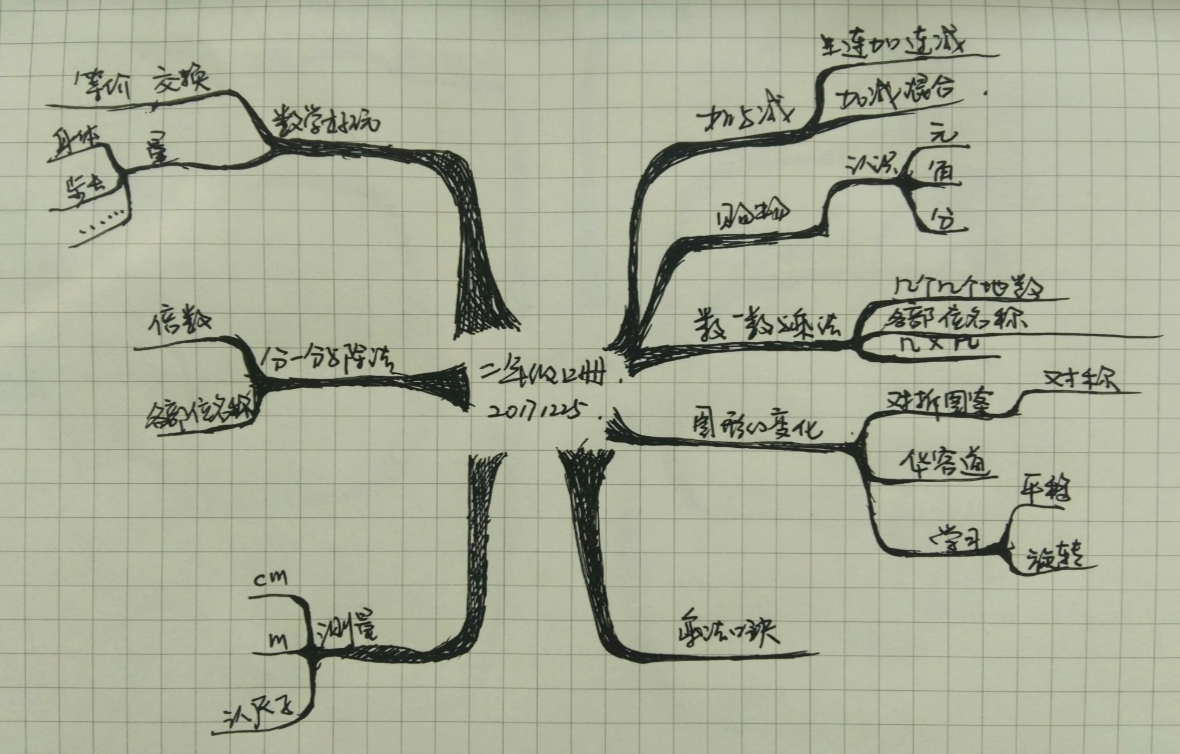 二年级上册.
20171225.
加与减
连加连减
加减混合
购物
认识
元
角
分
数一数与乘法
几个几个地数
各部位名称
几×几
图形的变化
对折图案
对称
华容道
学习
平移
旋转
乘法口诀
测量
cm
m
认尺子
分一分与除法
倍数
各部位名称
数学好玩
等价 交换
量
身体
......